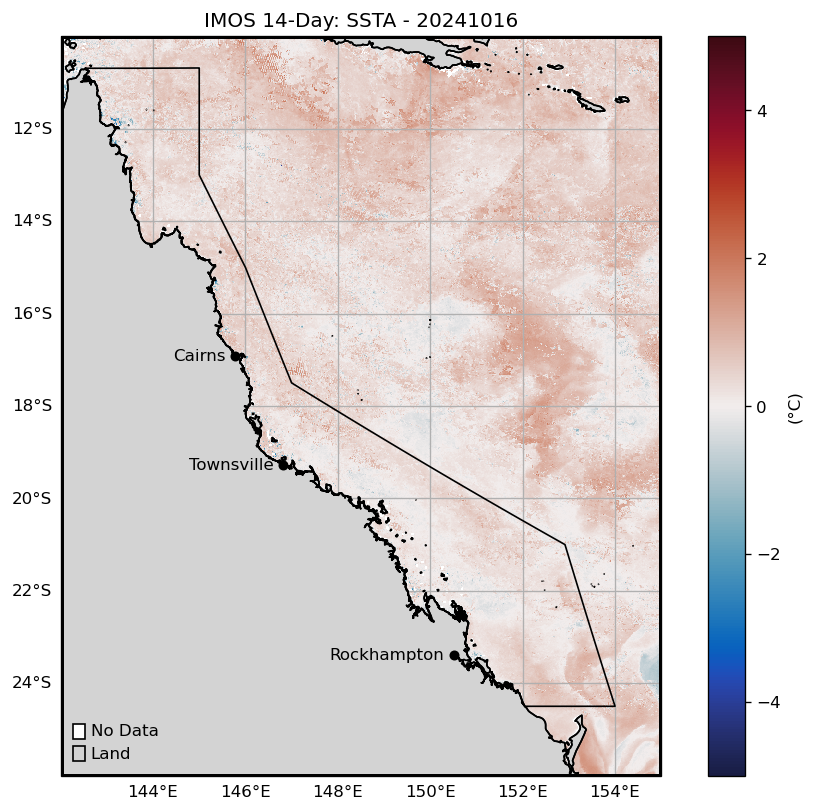 IMOS 14-Day: SSTA - 20241016
12°S
14°S
16°S
18°S
20°S
22°S
24°S
Cairns
Townsville
Rockhampton
No Data
Land
144°E 146°E 148°E 150°E 152°E 154°E
4
2
0
−2
−4
(°C)